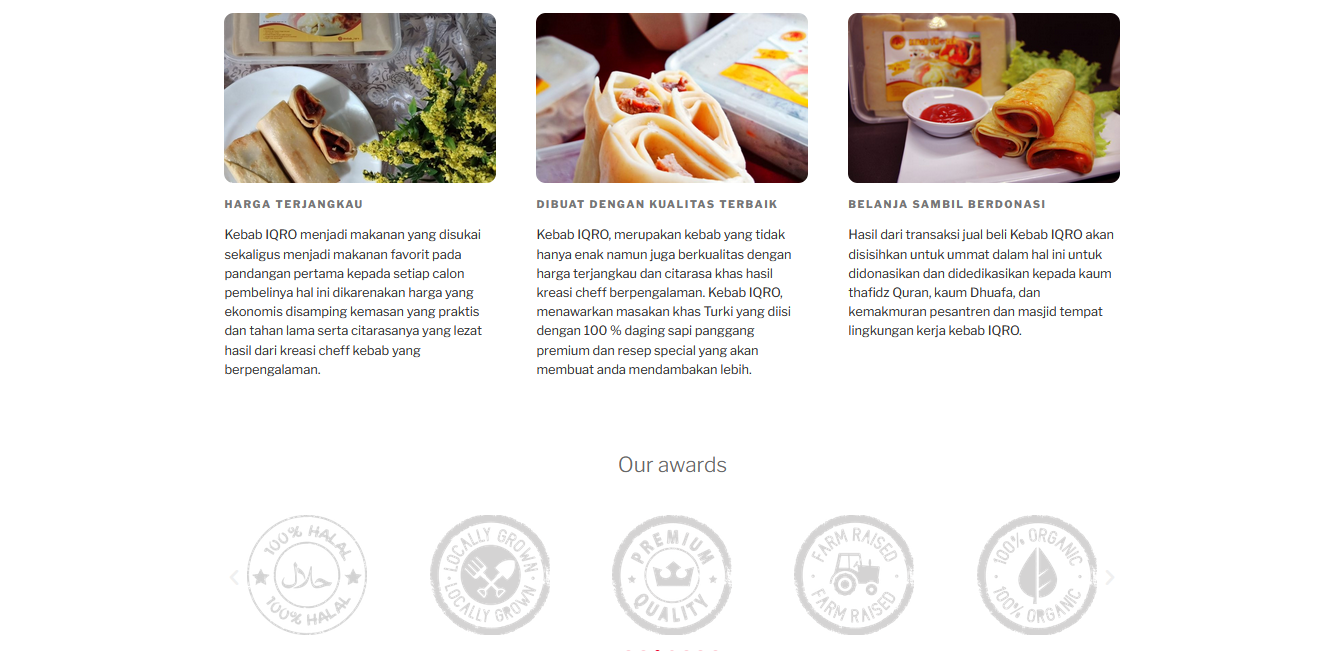 HARGA TERJANGKAU
Kebab IQRO menjadi makanan yang disukai
sekaligus menjadi makanan favorit pada
pandangan pertama kepada setiap calon
pembelinya hal ini dikarenakan harga yang
ekonomis disamping kemasan yang praktis
dan tahan lama serta citarasanya yang lezat
hasil dari kreasi cheff kebab yang
berpengalaman.
DIBUAT DENGAN KUALITAS TERBAIK
Kebab IQRO, merupakan kebab yang tidak
hanya enak namun juga berkualitas dengan
harga terjangkau dan citarasa khas hasil
kreasi cheff berpengalaman. Kebab IQRO,
menawarkan masakan khas Turki yang diisi
dengan 100 % daging sapi panggang
premium dan resep special yang akan
membuat anda mendambakan lebih.
BELANJA SAMBIL BERDONASI
Hasil dari transaksi jual beli Kebab IQRO akan
disisihkan untuk ummat dalam hal ini untuk
didonasikan dan didedikasikan kepada kaum
thafidz Quran, kaum Dhuafa, dan
kemakmuran pesantren dan masjid tempat
lingkungan kerja kebab IQRO.
Our awards
100% HALAL
حلال
100% HALAL
LOCALLY GROWN
LOCALLY GROWN
PREMIUM
QUALITY
FARM RAISED
FARM RAISED
100% ORGANIC
100% ORGANIC